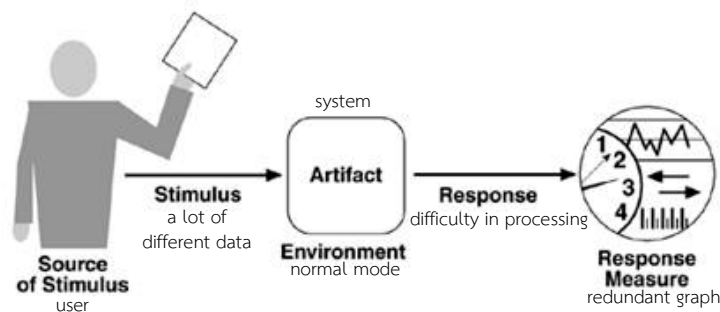 system
Artifact
Stimulus
a lot of
different data
Response
difficulty in processing
Environment
normal mode
Source
of Stimulus
user
1
2
3
4
Response
Measure
redundant graph